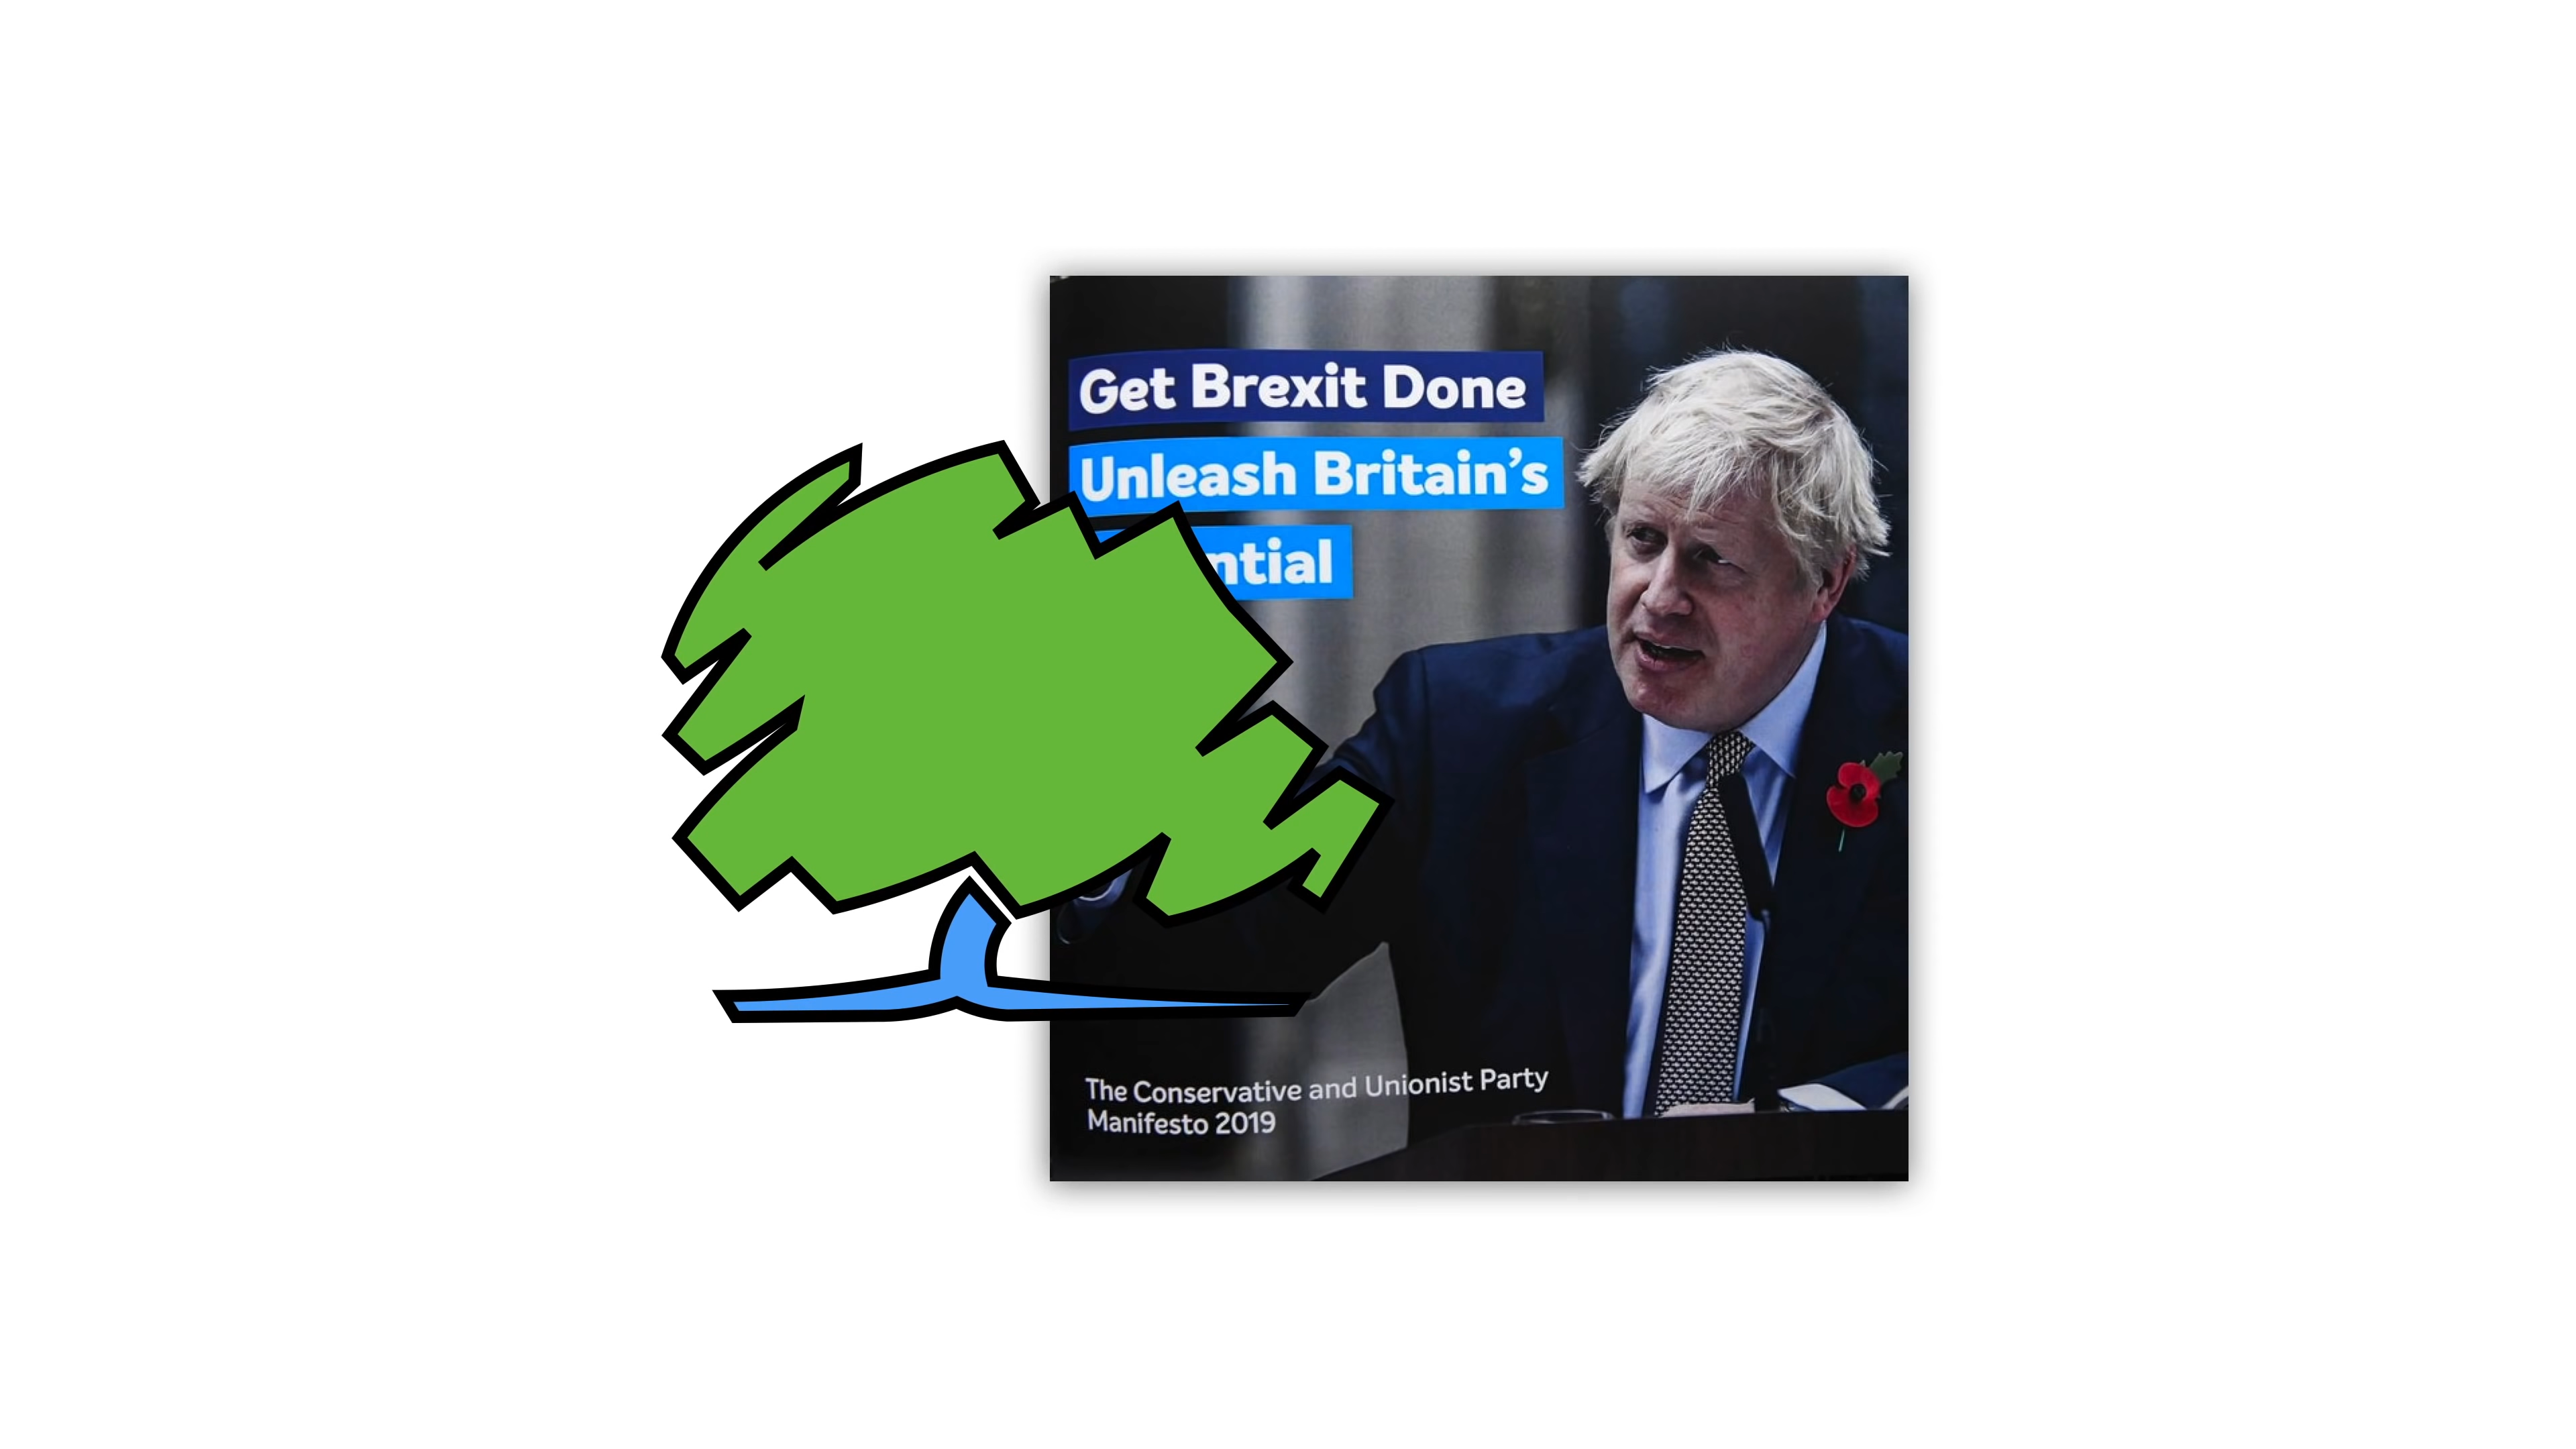 Get Brexit Done
Unleash Britain's
ntial
The Conservative and Unionist Party
Manifesto 2019